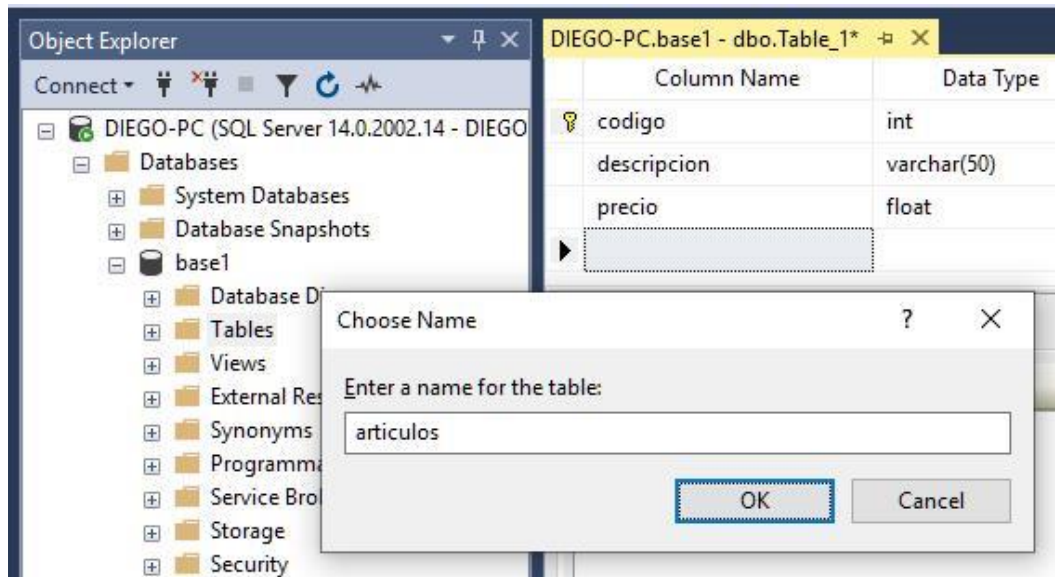 Object Explorer
Connect
DIEGO-PC (SQL Server 14.0.2002.14 - DIEGO
Databases
System Databases
Database Snapshots
base1
Database Di
Tables
Views
External Res
Synonyms
Programma
Service Bro
Storage
Security
DIEGO-PC.base1 - dbo.Table_1*
Column Name Data Type
codigo int
descripcion varchar(50)
precio float
Choose Name ?
Enter a name for the table:
articulos
OK Cancel